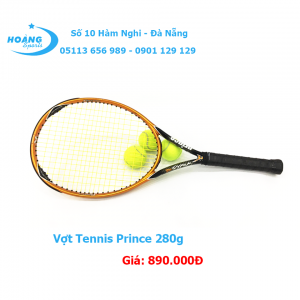 HOANG
Sports
Số 10 Hàm Nghi - Đà Nẵng
05113 656 989 - 0901 129 129
Vợt Tennis Prince 280g
Giá: 890.000Đ